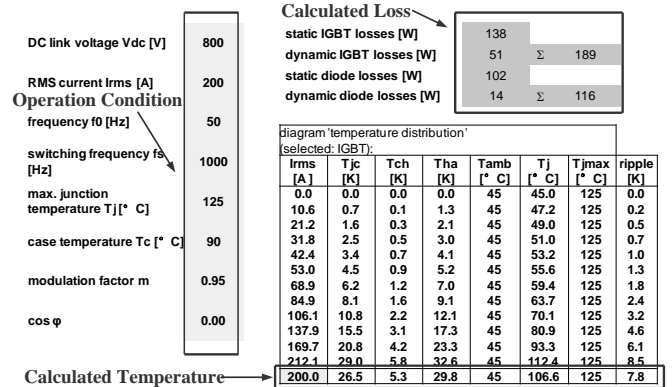 Calculated Loss
static IGBT losses [W] 138
dynamic IGBT losses [W] 51 Σ 189
static diode losses [W] 102
dynamic diode losses [W] 14 Σ 116
DC link voltage Vdc [V] 800
RMS current Irms [A] 200
Operation Condition
frequency f0 [Hz] 50
switching frequency fs [Hz] 1000
max. junction temperature Tj [° C] 125
case temperature Tc [° C] 90
modulation factor m 0.95
cos φ 0.00
diagram 'temperature distribution'
(selected: IGBT):
Irms Tjc Tch Tha Tamb Tj Tjmax ripple
[A] [K] [K] [K] [° C] [° C] [° C] [K]
0.0 0.0 0.0 0.0 45 45.0 125 0.0
10.6 0.7 0.1 1.3 45 47.2 125 0.2
21.2 1.6 0.3 2.1 45 49.0 125 0.5
31.8 2.5 0.5 3.0 45 51.0 125 0.7
42.4 3.4 0.7 4.1 45 53.2 125 1.0
53.0 4.5 0.9 5.2 45 55.6 125 1.3
68.9 6.2 1.2 7.0 45 59.4 125 1.8
84.9 8.1 1.6 9.1 45 63.7 125 2.4
106.1 10.8 2.2 12.1 45 70.1 125 3.2
137.9 15.5 3.1 17.3 45 80.9 125 4.6
169.7 20.8 4.2 23.3 45 93.3 125 6.1
212.1 29.0 5.8 32.6 45 112.4 125 8.5
Calculated Temperature
200.0 26.5 5.3 29.8 45 106.6 125 7.8